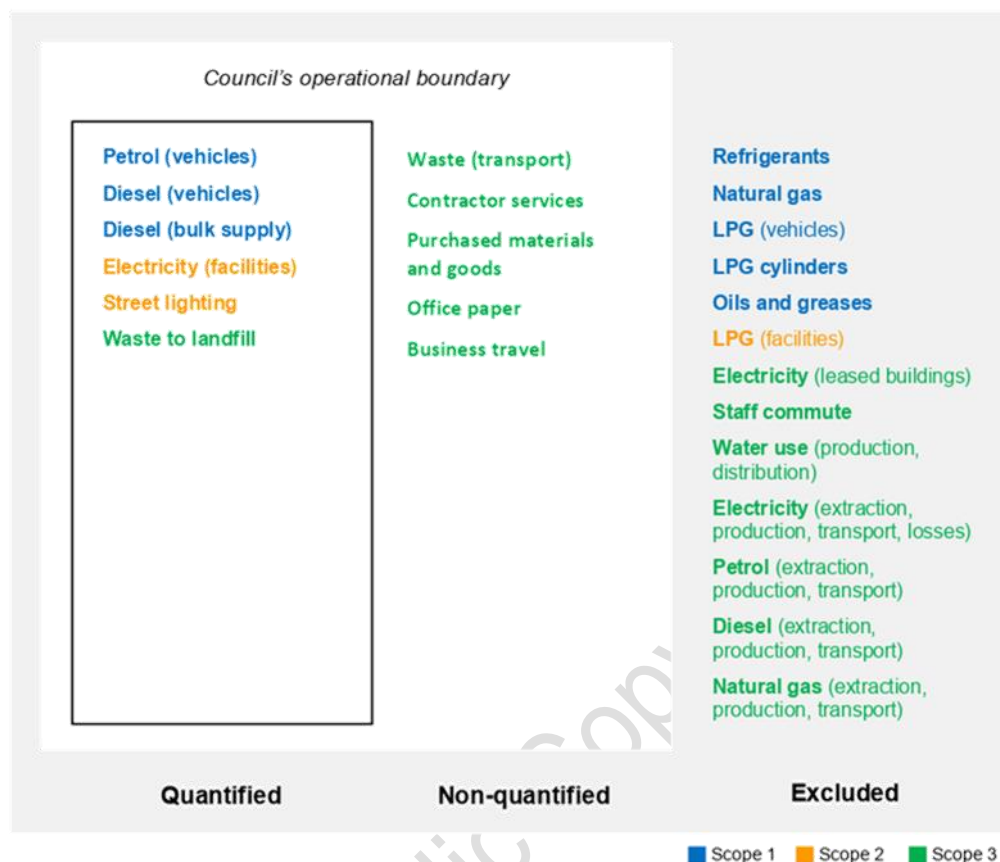 Council's operational boundary
Petrol (vehicles)
Diesel (vehicles)
Diesel (bulk supply)
Electricity (facilities)
Street lighting
Waste to landfill
Waste (transport)
Contractor services
Purchased materials
and goods
Office paper
Business travel
Refrigerants
Natural gas
LPG (vehicles)
LPG cylinders
Oils and greases
LPG (facilities)
Electricity (leased buildings)
Staff commute
Water use (production,
distribution)
Electricity (extraction,
production, transport, losses)
Petrol (extraction,
production, transport)
Diesel (extraction,
production, transport)
Natural gas (extraction,
production, transport)
Quantified
Non-quantified
Excluded
Scope 1
Scope 2
Scope 3